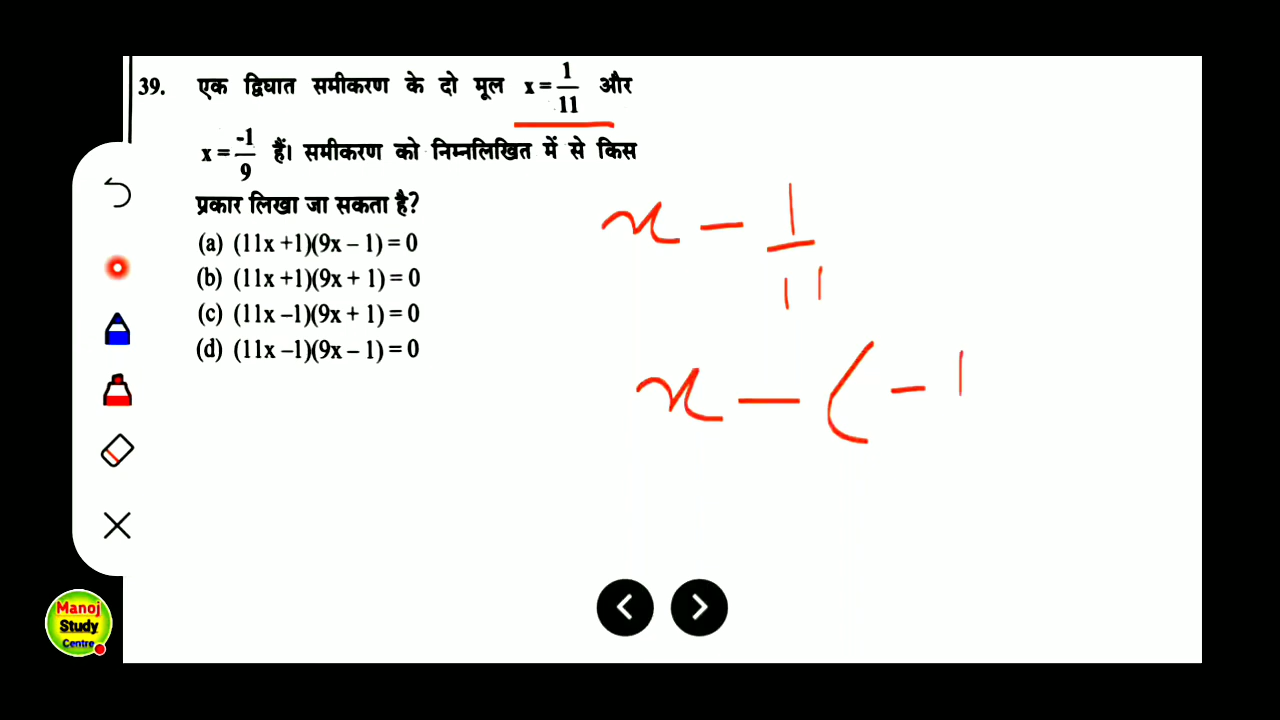 39. एक द्विघात समीकरण के दो मूल x = 1/11 और
x = -1/9 हैं। समीकरण को निम्नलिखित में से किस
प्रकार लिखा जा सकता है?
(a) (11x +1)(9x – 1) = 0
(b) (11x +1)(9x + 1) = 0
(c) (11x –1)(9x + 1) = 0
(d) (11x –1)(9x – 1) = 0
x - 1/11
x - ( - 1
Manoj
Study
Centre